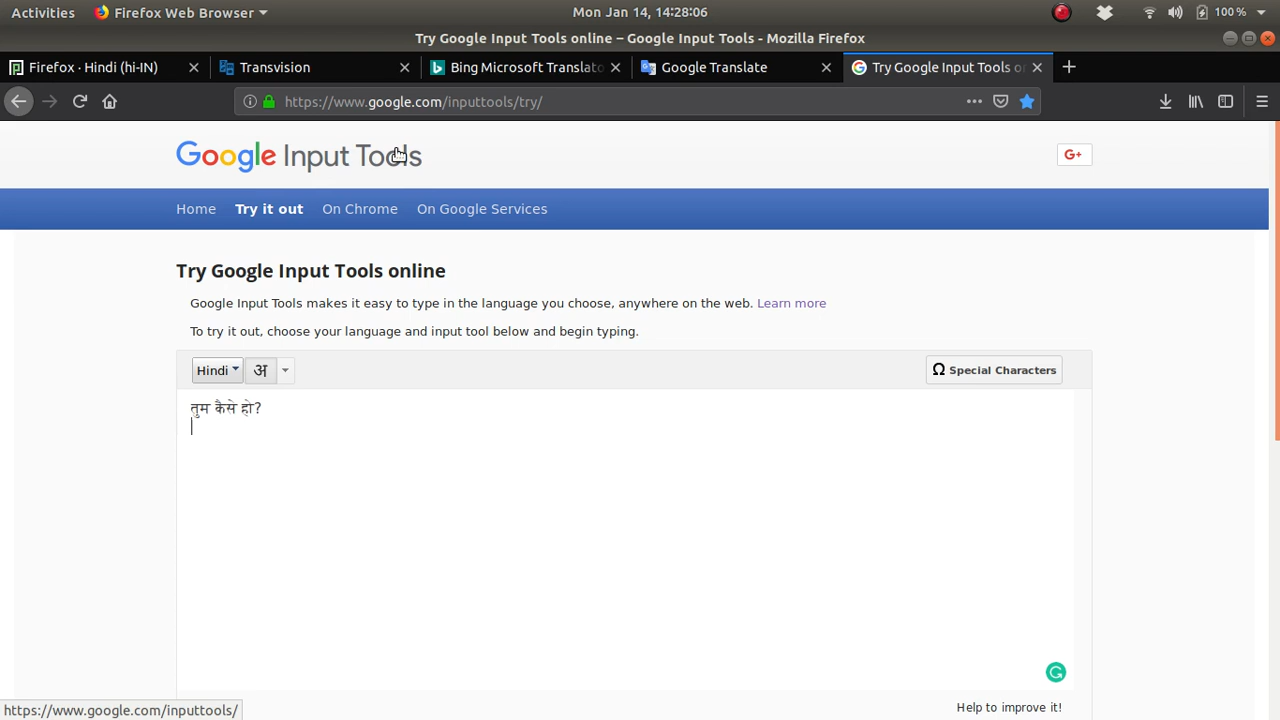 Activities Firefox Web Browser Mon Jan 14, 14:28:06 100 %
Try Google Input Tools online – Google Input Tools - Mozilla Firefox
Firefox · Hindi (hi-IN) Transvision Bing Microsoft Translato Google Translate Try Google Input Tools o
https://www.google.com/inputtools/try/
Google Input Tools G+
Home Try it out On Chrome On Google Services
Try Google Input Tools online
Google Input Tools makes it easy to type in the language you choose, anywhere on the web. Learn more
To try it out, choose your language and input tool below and begin typing.
Hindi अ Ω Special Characters
तुम कैसे हो?
https://www.google.com/inputtools/ Help to improve it!